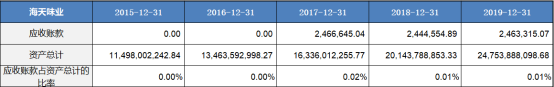 海天味业 2015-12-31 2016-12-31 2017-12-31 2018-12-31 2019-12-31
应收账款 0.00 0.00 2,466,645.04 2,444,554.89 2,463,315.07
资产总计 11,498,002,242.84 13,463,592,998.27 16,336,012,255.77 20,143,788,853.33 24,753,888,098.68
应收账款占资产总计的
比率 0.00% 0.00% 0.02% 0.01% 0.01%